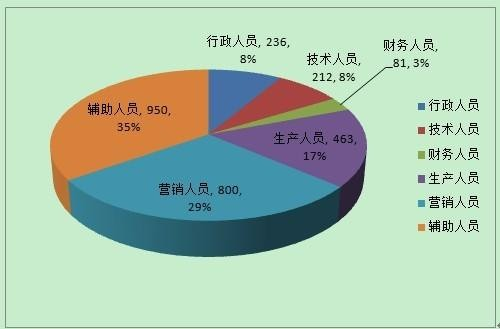 行政人员, 236,
8%
技术人员,
212, 8%
财务人员,
81, 3%
生产人员, 463,
17%
营销人员, 800,
29%
辅助人员, 950,
35%
行政人员
技术人员
财务人员
生产人员
营销人员
辅助人员